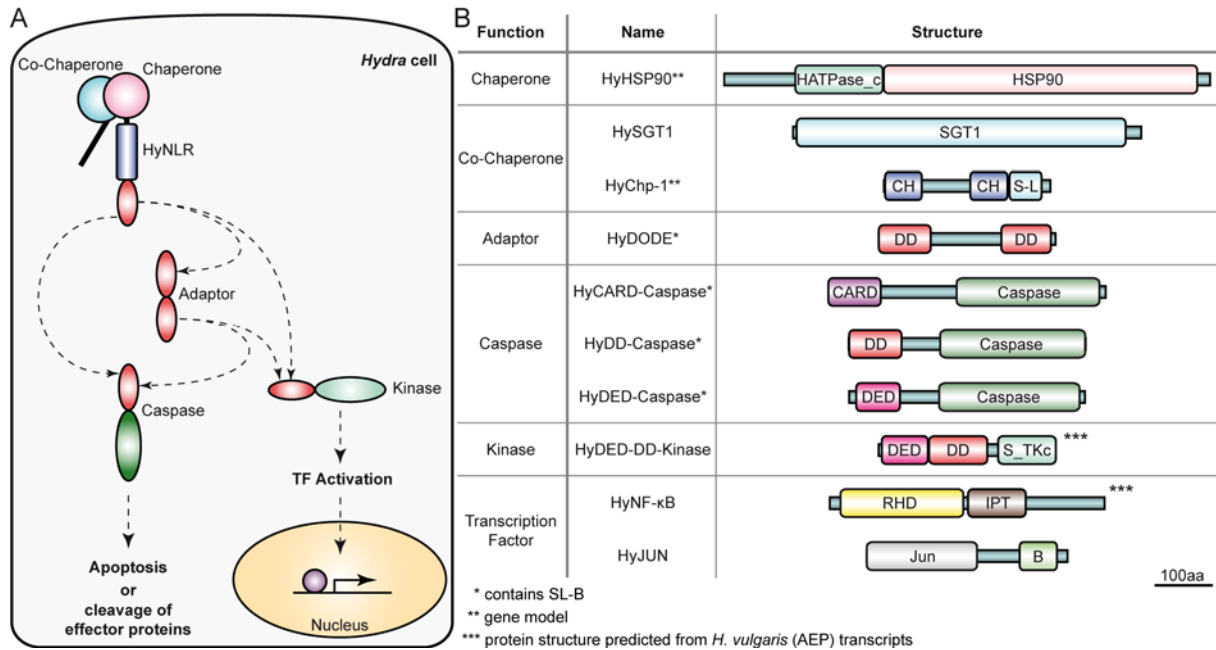 A
Hydra cell
Co-Chaperone
Chaperone
HyNLR
Adaptor
Caspase
Kinase
TF Activation
Apoptosis
or
cleavage of
effector proteins
Nucleus
B
Function Name Structure
Chaperone HyHSP90** HATPase_c HSP90
Co-Chaperone
HySGT1 SGT1
HyChp-1** CH CH S-L
Adaptor HyDODE* DD DD
Caspase
HyCARD-Caspase* CARD Caspase
HyDD-Caspase* DD Caspase
HyDED-Caspase* DED Caspase
Kinase HyDED-DD-Kinase DED DD S_TKc ***
Transcription
Factor
HyNF-κB RHD IPT ***
HyJUN Jun B
100aa
* contains SL-B
** gene model
*** protein structure predicted from H. vulgaris (AEP) transcripts